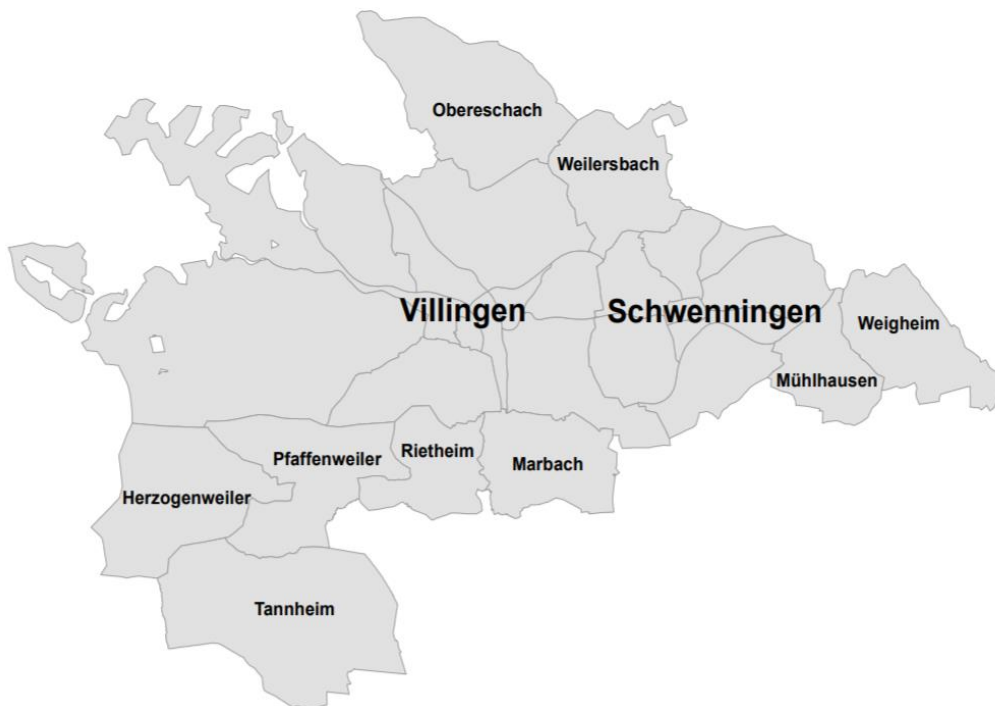 Obereschach
Weilersbach
Villingen
Schwenningen
Weigheim
Mühlhausen
Rietheim
Pfaffenweiler
Marbach
Herzogenweiler
Tannheim